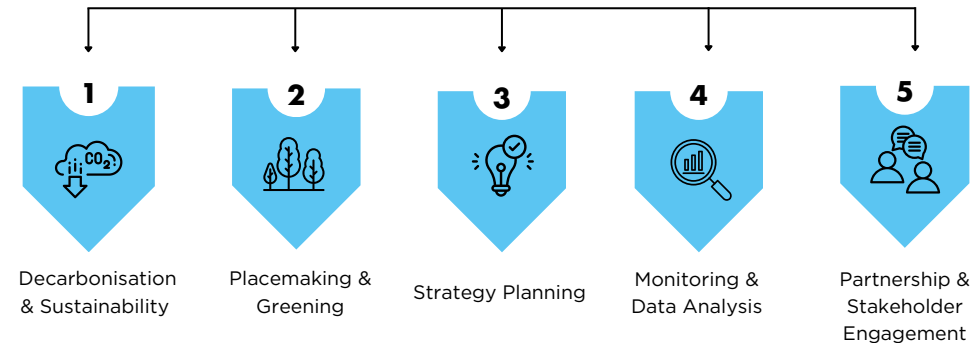 1
2
3
4
5
CO2
Decarbonisation
& Sustainability
Placemaking &
Greening
Strategy Planning
Monitoring &
Data Analysis
Partnership &
Stakeholder
Engagement